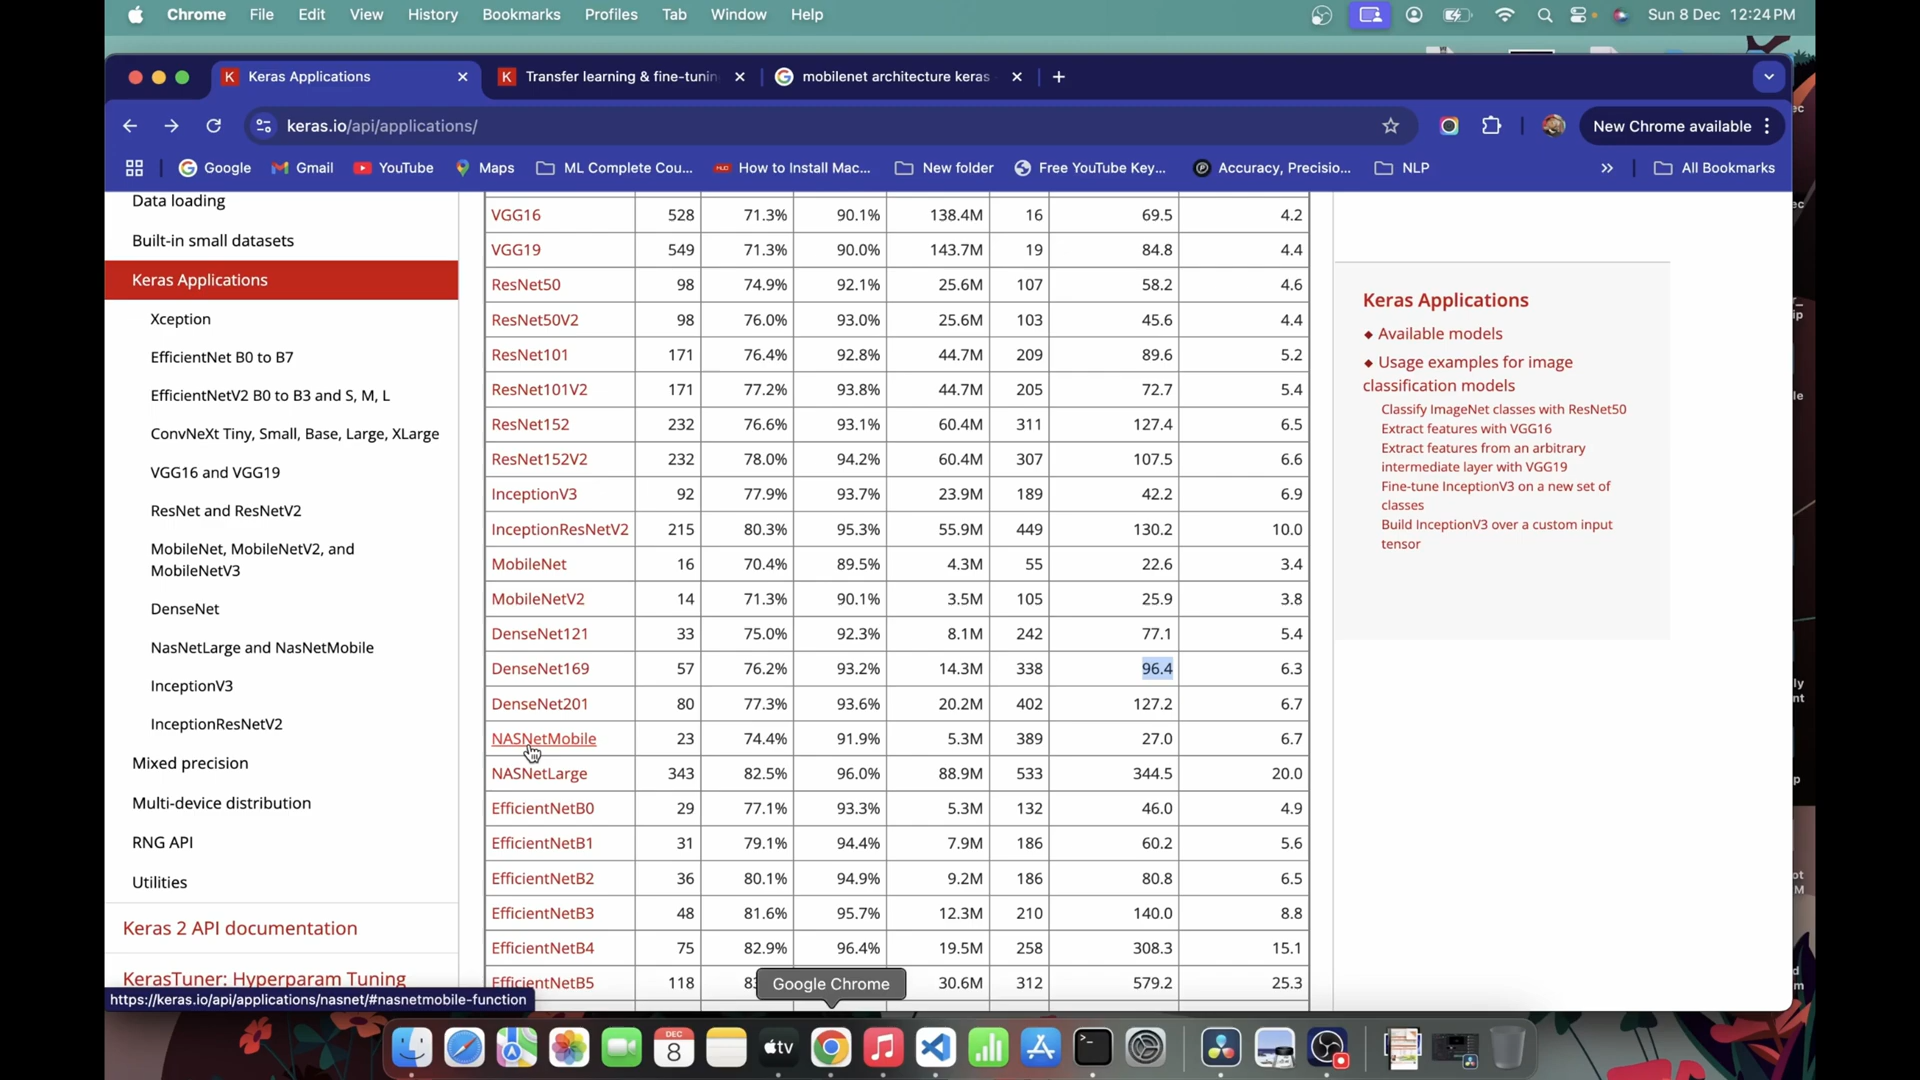 Chrome File Edit View History Bookmarks Profiles Tab Window Help Sun 8 Dec 12:24 PM
Keras Applications Transfer learning & fine-tunin mobilenet architecture keras
keras.io/api/applications/ New Chrome available
Google Gmail YouTube Maps ML Complete Cou... How to Install Mac... New folder Free YouTube Key... Accuracy, Precisio... NLP » All Bookmarks
Data loading
Built-in small datasets
Keras Applications
Xception
EfficientNet B0 to B7
EfficientNetV2 B0 to B3 and S, M, L
ConvNeXt Tiny, Small, Base, Large, XLarge
VGG16 and VGG19
ResNet and ResNetV2
MobileNet, MobileNetV2, and
MobileNetV3
DenseNet
NasNetLarge and NasNetMobile
InceptionV3
InceptionResNetV2
Mixed precision
Multi-device distribution
RNG API
Utilities
Keras 2 API documentation
KerasTuner: Hyperparam Tuning
https://keras.io/api/applications/nasnet/#nasnetmobile-function
VGG16 528 71.3% 90.1% 138.4M 16 69.5 4.2
VGG19 549 71.3% 90.0% 143.7M 19 84.8 4.4
ResNet50 98 74.9% 92.1% 25.6M 107 58.2 4.6
ResNet50V2 98 76.0% 93.0% 25.6M 103 45.6 4.4
ResNet101 171 76.4% 92.8% 44.7M 209 89.6 5.2
ResNet101V2 171 77.2% 93.8% 44.7M 205 72.7 5.4
ResNet152 232 76.6% 93.1% 60.4M 311 127.4 6.5
ResNet152V2 232 78.0% 94.2% 60.4M 307 107.5 6.6
InceptionV3 92 77.9% 93.7% 23.9M 189 42.2 6.9
InceptionResNetV2 215 80.3% 95.3% 55.9M 449 130.2 10.0
MobileNet 16 70.4% 89.5% 4.3M 55 22.6 3.4
MobileNetV2 14 71.3% 90.1% 3.5M 105 25.9 3.8
DenseNet121 33 75.0% 92.3% 8.1M 242 77.1 5.4
DenseNet169 57 76.2% 93.2% 14.3M 338 96.4 6.3
DenseNet201 80 77.3% 93.6% 20.2M 402 127.2 6.7
NASNetMobile 23 74.4% 91.9% 5.3M 389 27.0 6.7
NASNetLarge 343 82.5% 96.0% 88.9M 533 344.5 20.0
EfficientNetB0 29 77.1% 93.3% 5.3M 132 46.0 4.9
EfficientNetB1 31 79.1% 94.4% 7.9M 186 60.2 5.6
EfficientNetB2 36 80.1% 94.9% 9.2M 186 80.8 6.5
EfficientNetB3 48 81.6% 95.7% 12.3M 210 140.0 8.8
EfficientNetB4 75 82.9% 96.4% 19.5M 258 308.3 15.1
EfficientNetB5 118 30.6M 312 579.2 25.3
Google Chrome
Keras Applications
◆ Available models
◆ Usage examples for image
classification models
Classify ImageNet classes with ResNet50
Extract features with VGG16
Extract features from an arbitrary
intermediate layer with VGG19
Fine-tune InceptionV3 on a new set of
classes
Build InceptionV3 over a custom input
tensor
DEC
8
tv